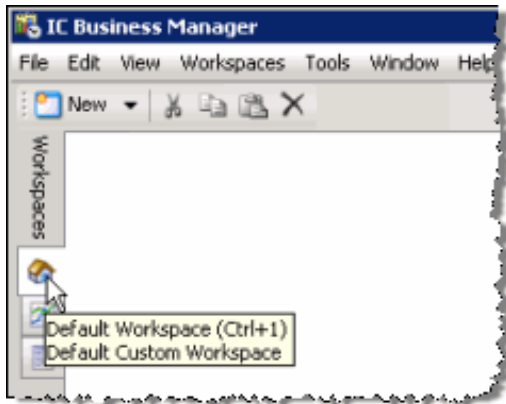 IC Business Manager
File Edit View Workspaces Tools Window Help
New
Workspaces
Default Workspace (Ctrl+1)
Default Custom Workspace